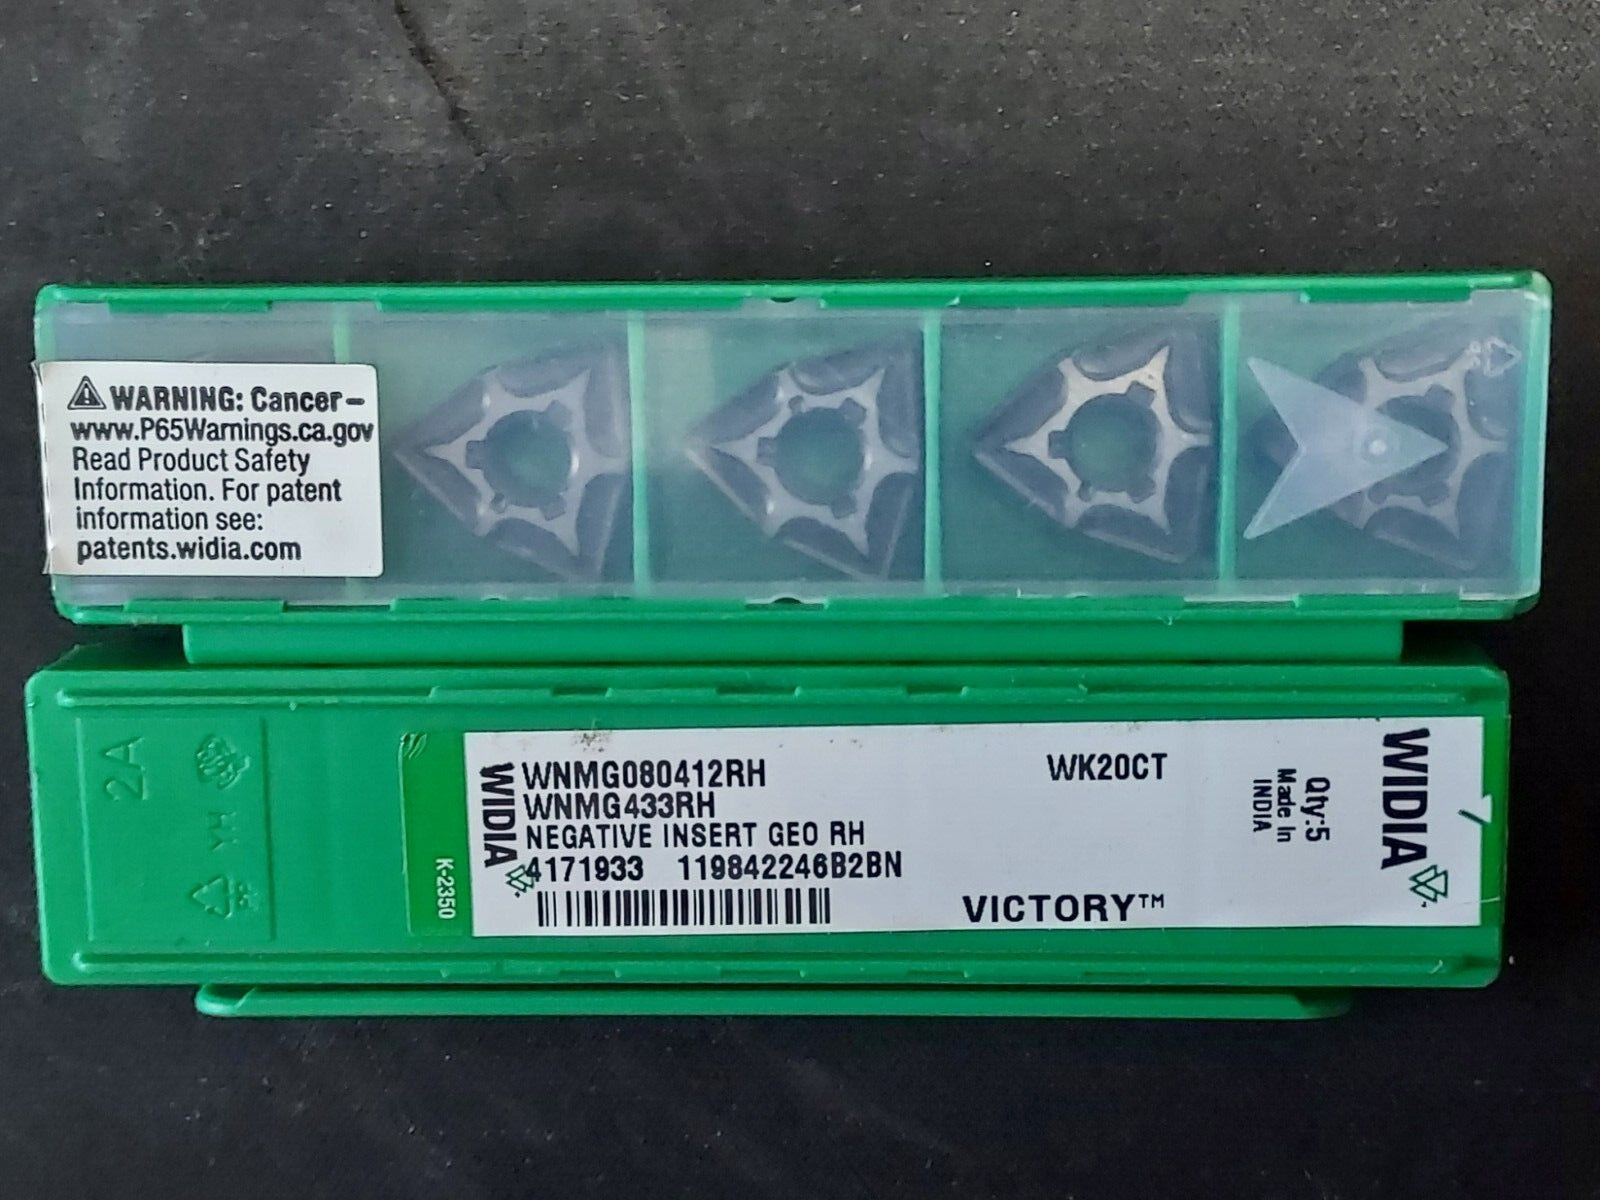 WARNING: Cancer –
www.P65Warnings.ca.gov
Read Product Safety
Information. For patent
information see:
patents.widia.com
2A
YH
K-2350
WIDIA
WNMG080412RH
WNMG433RH
NEGATIVE INSERT GEO RH
4171933 119842246B2BN
WK20CT
VICTORY™
Qty:5
Made In
INDIA
WIDIA